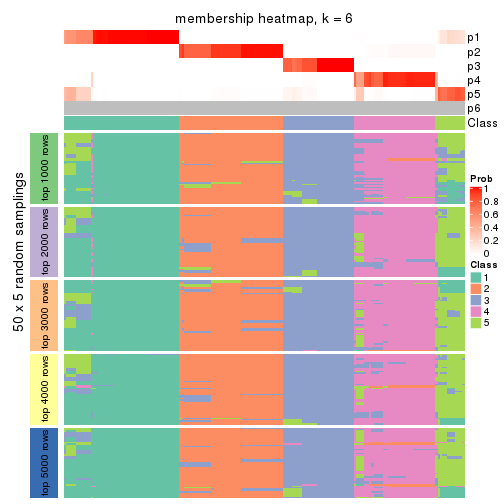 membership heatmap, k = 6
p1
p2
p3
p4
p5
p6
Class
50 x 5 random samplings
top 1000 rows
top 2000 rows
top 3000 rows
top 4000 rows
top 5000 rows
Prob
1
0.8
0.6
0.4
0.2
0
Class
1
2
3
4
5